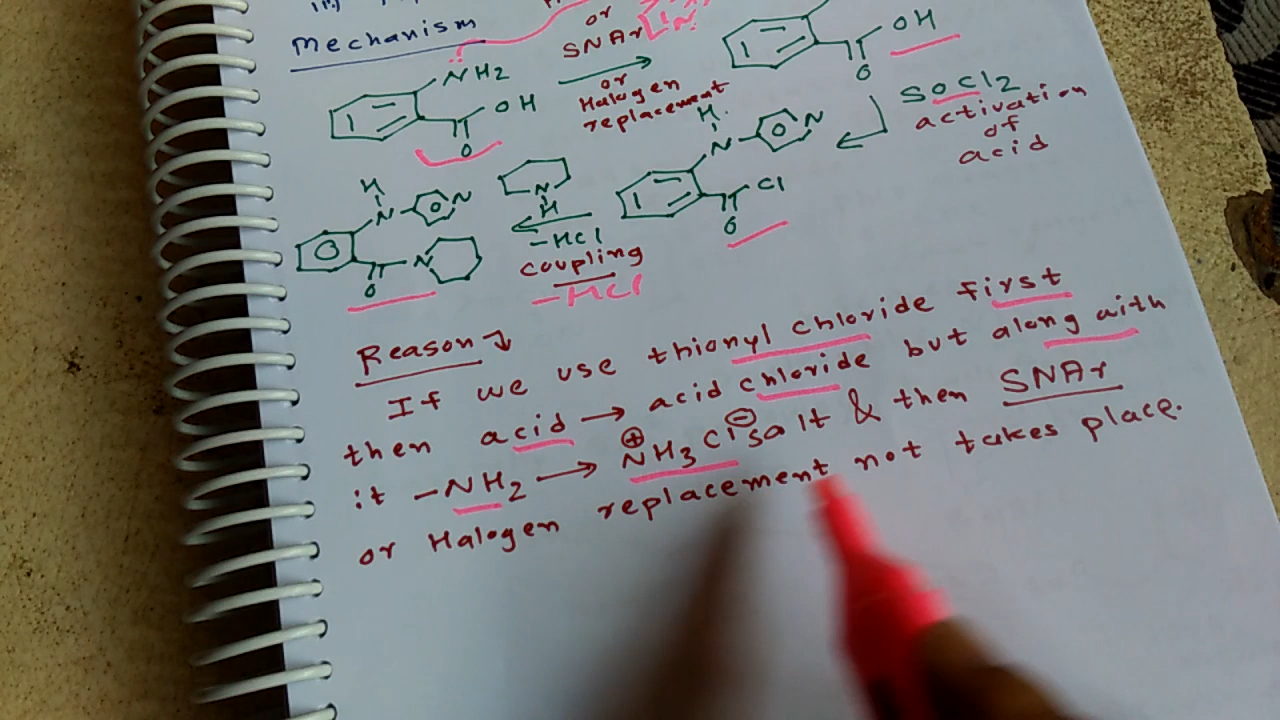 Mechanism
or
SNAr
N
or
Halogen
replacement
NH2
OH
O
OH
O
SOCl2
activation
of
acid
H
N
N
Cl
O
N
H
-HCl
coupling
-HCl
H
N
N
O
N
O
Reason
If we use thionyl chloride first
then acid → acid chloride but along with
it -NH2 → ⊕NH3 Cl⊖ salt & then SNAr
or Halogen replacement not takes place.